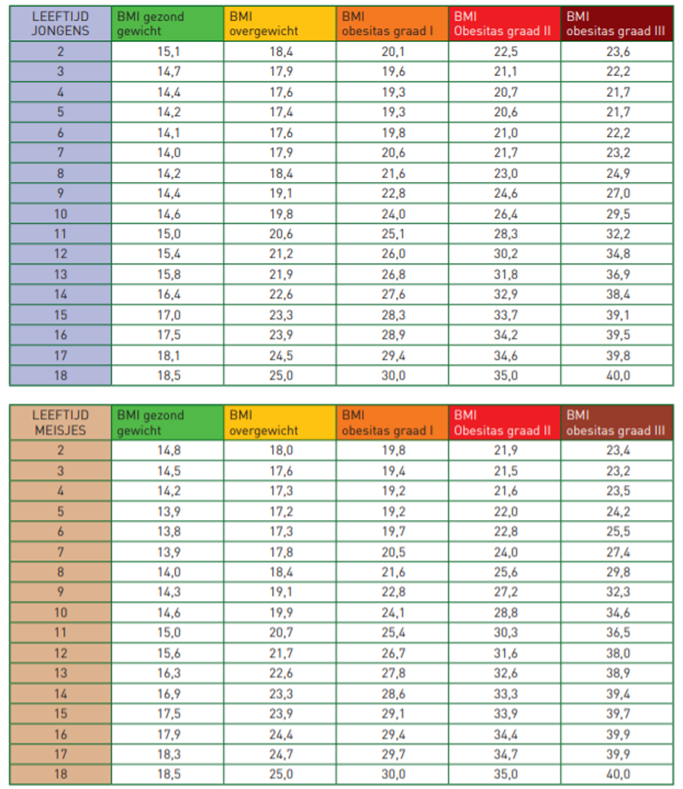 LEEFTIJD JONGENS BMI gezond gewicht BMI overgewicht BMI obesitas graad I BMI Obesitas graad II BMI obesitas graad III
2 15,1 18,4 20,1 22,5 23,6
3 14,7 17,9 19,6 21,1 22,2
4 14,4 17,6 19,3 20,7 21,7
5 14,2 17,4 19,3 20,6 21,7
6 14,1 17,6 19,8 21,0 22,2
7 14,0 17,9 20,6 21,7 23,2
8 14,2 18,4 21,6 23,0 24,9
9 14,4 19,1 22,8 24,6 27,0
10 14,6 19,8 24,0 26,4 29,5
11 15,0 20,6 25,1 28,3 32,2
12 15,4 21,2 26,0 30,2 34,8
13 15,8 21,9 26,8 31,8 36,9
14 16,4 22,6 27,6 32,9 38,4
15 17,0 23,3 28,3 33,7 39,1
16 17,5 23,9 28,9 34,2 39,5
17 18,1 24,5 29,4 34,6 39,8
18 18,5 25,0 30,0 35,0 40,0
LEEFTIJD MEISJES BMI gezond gewicht BMI overgewicht BMI obesitas graad I BMI Obesitas graad II BMI obesitas graad III
2 14,8 18,0 19,8 21,9 23,4
3 14,5 17,6 19,4 21,5 23,2
4 14,2 17,3 19,2 21,6 23,5
5 13,9 17,2 19,2 22,0 24,2
6 13,8 17,3 19,7 22,8 25,5
7 13,9 17,8 20,5 24,0 27,4
8 14,0 18,4 21,6 25,6 29,8
9 14,3 19,1 22,8 27,2 32,3
10 14,6 19,9 24,1 28,8 34,6
11 15,0 20,7 25,4 30,3 36,5
12 15,6 21,7 26,7 31,6 38,0
13 16,3 22,6 27,8 32,6 38,9
14 16,9 23,3 28,6 33,3 39,4
15 17,5 23,9 29,1 33,9 39,7
16 17,9 24,4 29,4 34,4 39,9
17 18,3 24,7 29,7 34,7 39,9
18 18,5 25,0 30,0 35,0 40,0